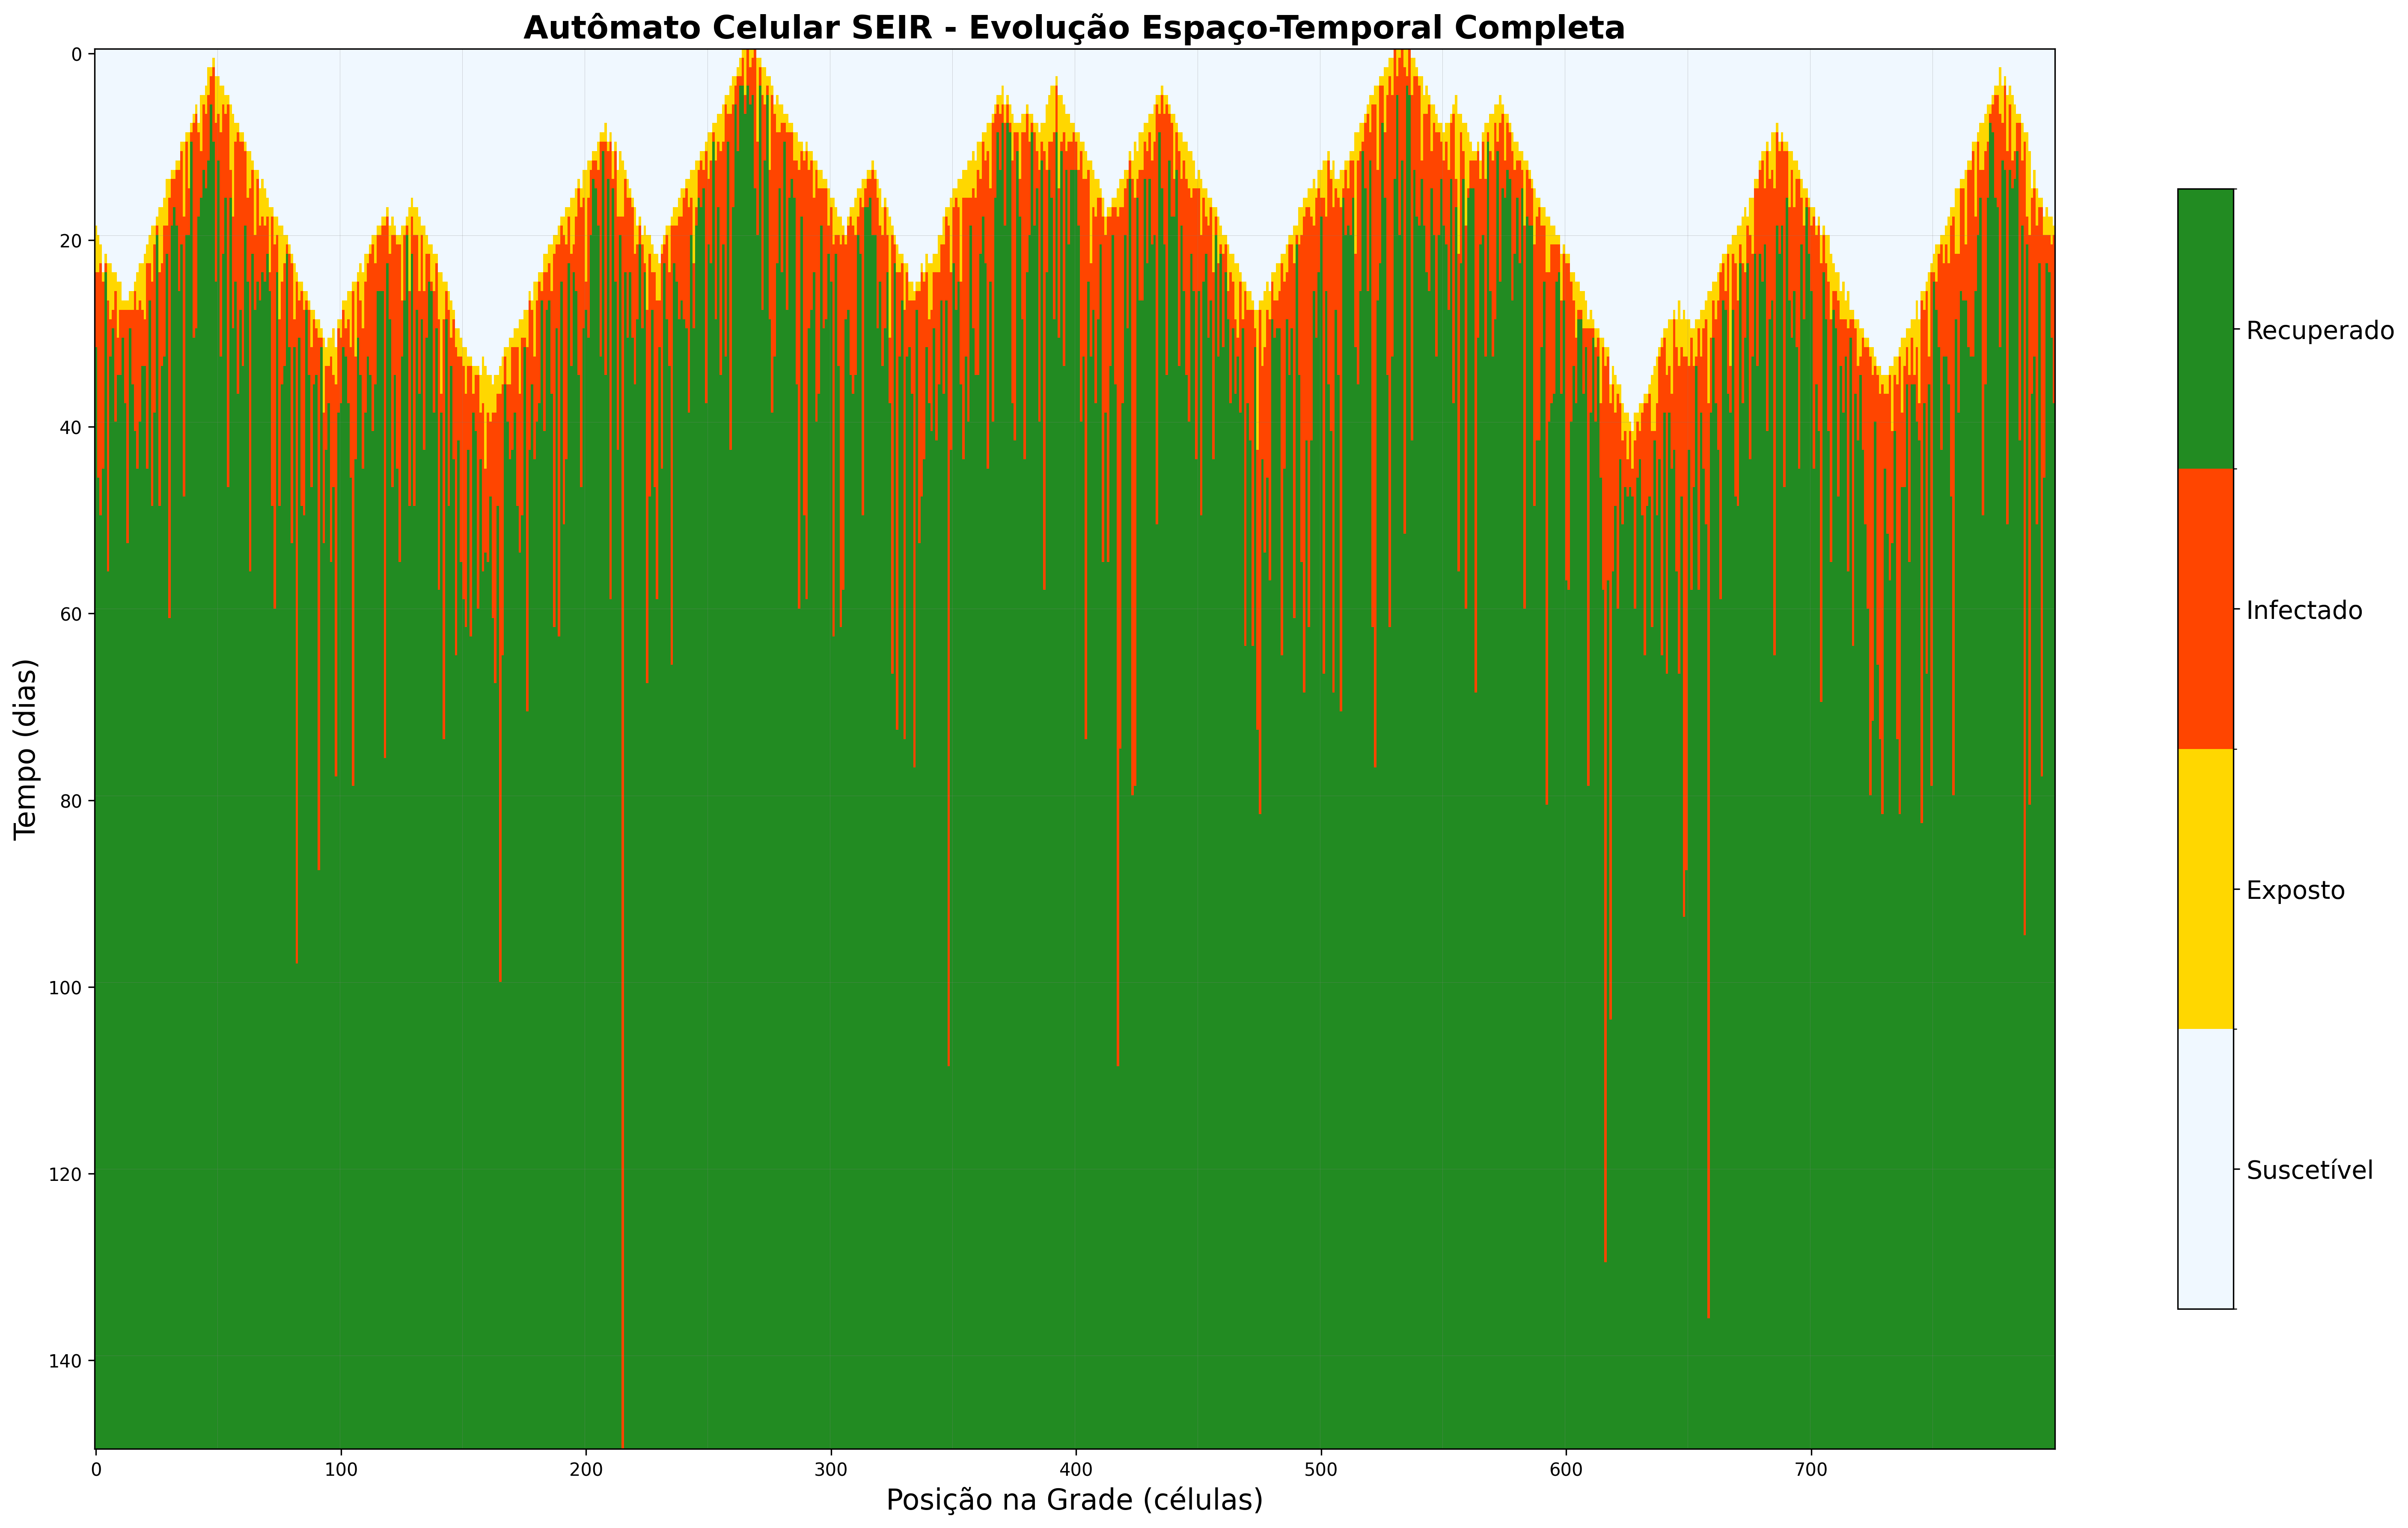 Autômato Celular SEIR - Evolução Espaço-Temporal Completa
Tempo (dias)
0
20
40
60
80
100
120
140
0
100
200
300
400
500
600
700
Posição na Grade (células)
Recuperado
Infectado
Exposto
Suscetível